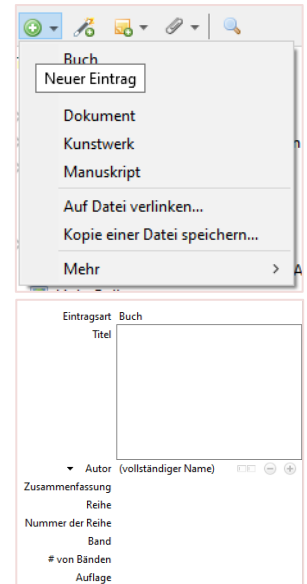 Buch
Neuer Eintrag
Dokument
Kunstwerk
Manuskript
Auf Datei verlinken...
Kopie einer Datei speichern...
Mehr
Eintragsart Buch
Titel
Autor (vollständiger Name)
Zusammenfassung
Reihe
Nummer der Reihe
Band
# von Bänden
Auflage